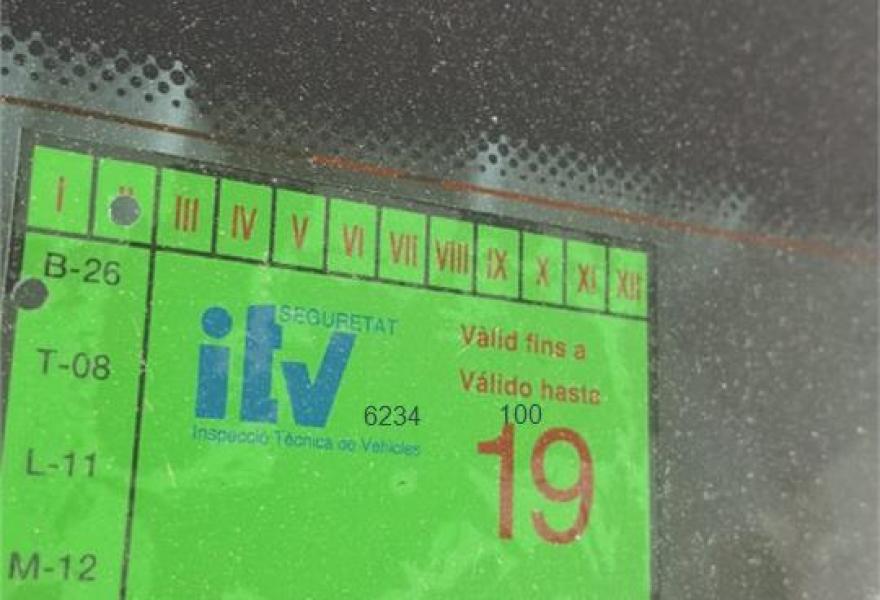 I II III IV V VI VII VIII IX X XI XII
B-26
T-08
L-11
M-12
itv SEGURETAT
Inspecció Tècnica de Vehicles
6234
Vàlid fins a
Válido hasta
100
19